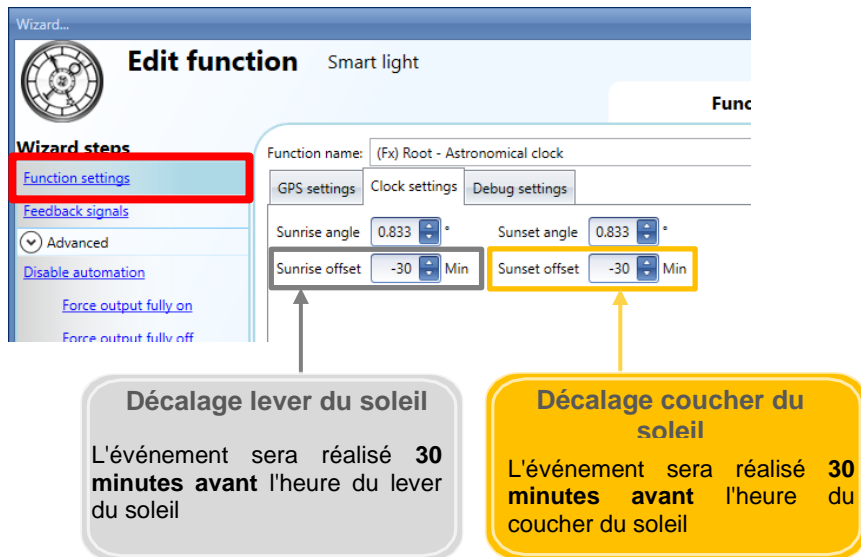 Wizard...
Edit function Smart light
Func
Wizard steps
Function settings
Feedback signals
Advanced
Disable automation
Force output fully on
Force output fully off
Function name: (Fx) Root - Astronomical clock
GPS settings Clock settings Debug settings
Sunrise angle 0.833 ° Sunset angle 0.833 °
Sunrise offset -30 Min Sunset offset -30 Min
Décalage lever du soleil
L'événement sera réalisé 30
minutes avant l'heure du lever
du soleil
Décalage coucher du
soleil
L'événement sera réalisé 30
minutes avant l'heure du
coucher du soleil